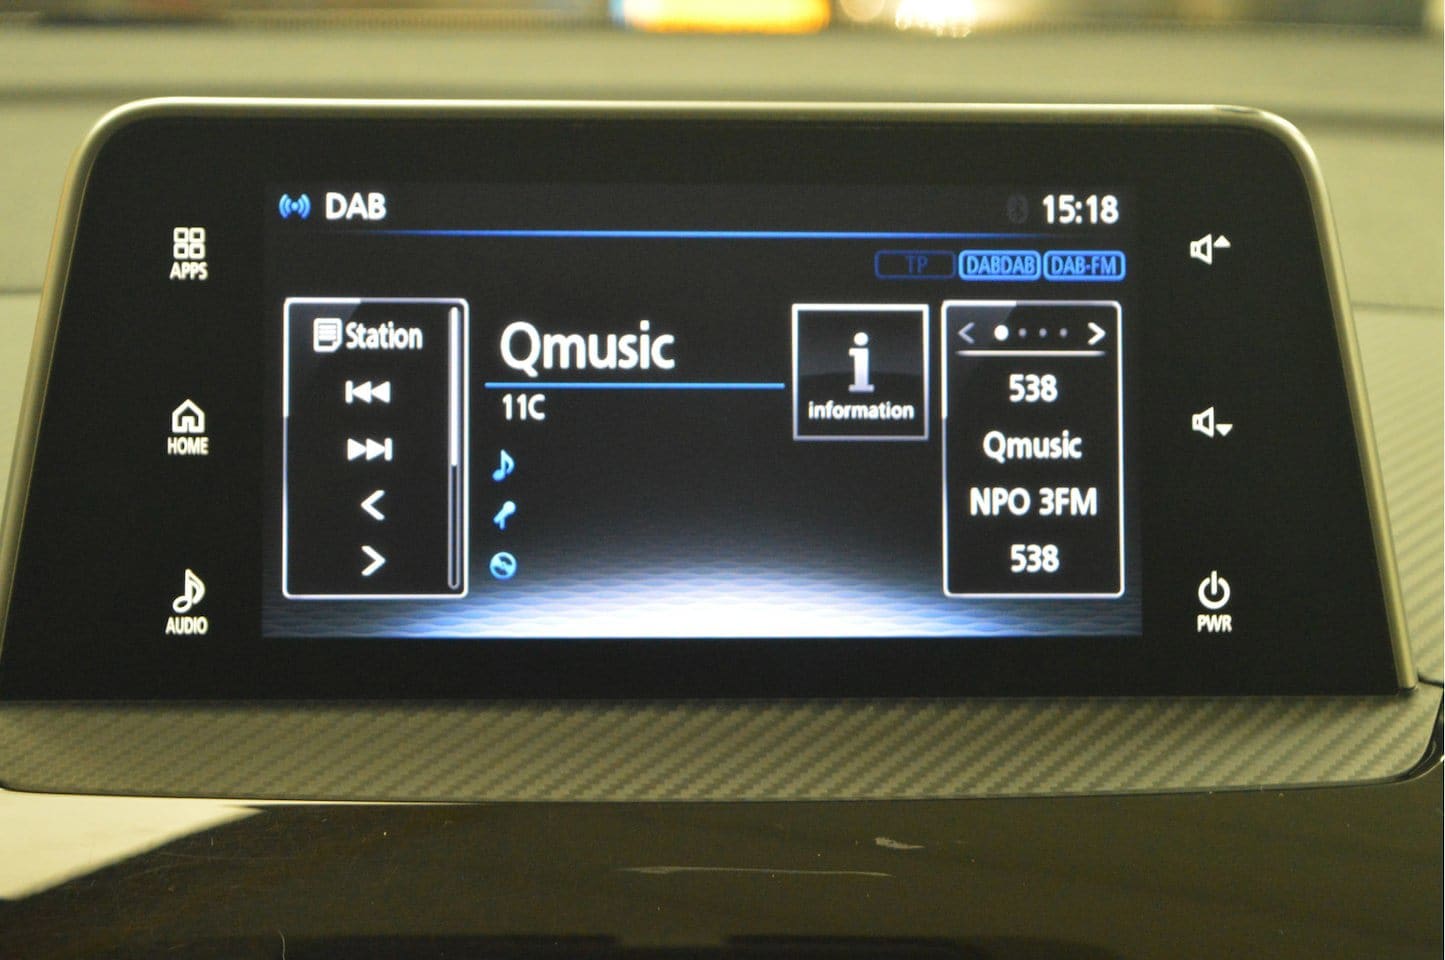 DAB
15:18
TP DABDAB DAB-FM
APPS
HOME
AUDIO
Station
Qmusic
11C
information
538
Qmusic
NPO 3FM
538
PWR